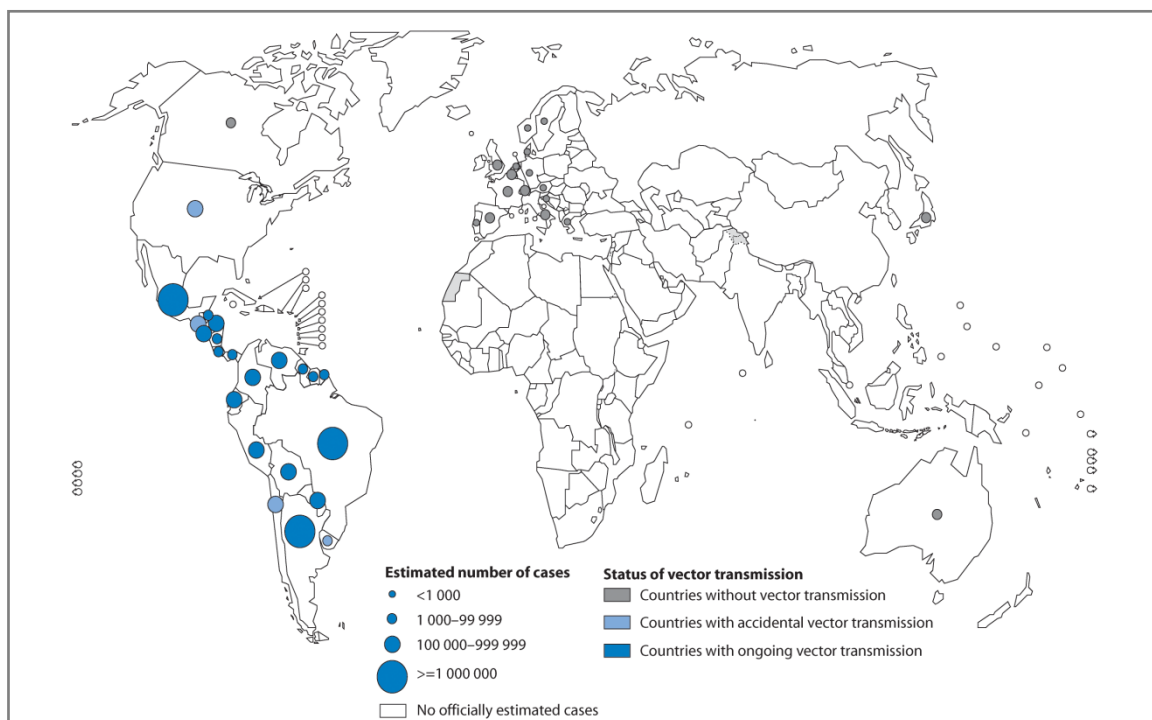 Estimated number of cases
<1 000
1 000–99 999
100 000–999 999
>=1 000 000
No officially estimated cases
Status of vector transmission
Countries without vector transmission
Countries with accidental vector transmission
Countries with ongoing vector transmission